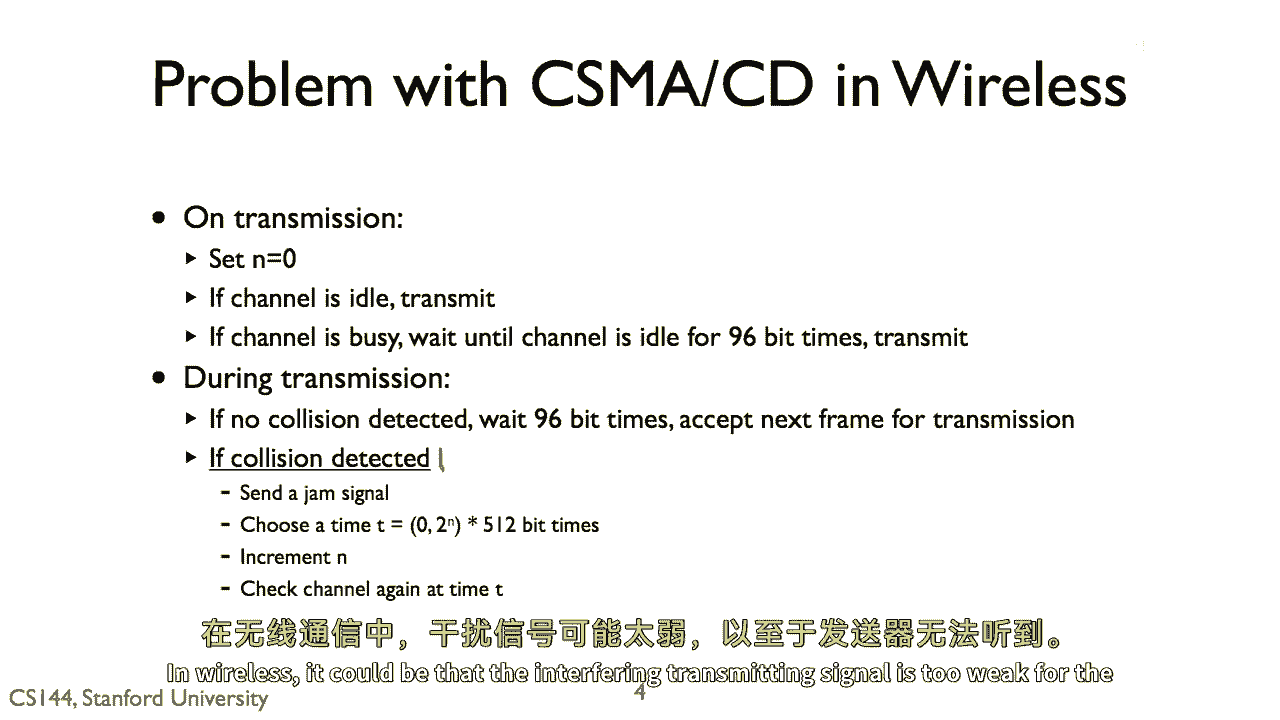 Problem with CSMA/CD in Wireless
• On transmission:
▸ Set n=0
▸ If channel is idle, transmit
▸ If channel is busy, wait until channel is idle for 96 bit times, transmit
• During transmission:
▸ If no collision detected, wait 96 bit times, accept next frame for transmission
▸ If collision detected
- Send a jam signal
- Choose a time t = (0, 2ⁿ) * 512 bit times
- Increment n
- Check channel again at time t
在无线通信中，干扰信号可能太弱，以至于发送器无法听到。
In wireless, it could be that the interfering transmitting signal is too weak for the
CS144, Stanford University
4